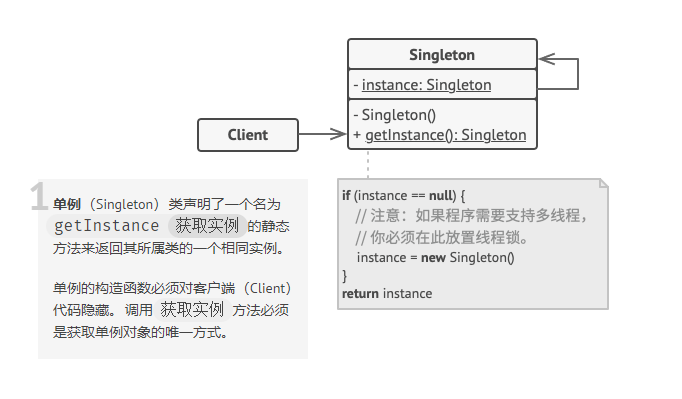 Singleton
- instance: Singleton
- Singleton()
+ getInstance(): Singleton
Client
1
单例（Singleton）类声明了一个名为
getInstance 获取实例的静态
方法来返回其所属类的一个相同实例。
单例的构造函数必须对客户端（Client）
代码隐藏。 调用 获取实例 方法必须
是获取单例对象的唯一方式。
if (instance == null) {
// 注意：如果程序需要支持多线程，
// 你必须在此放置线程锁。
instance = new Singleton()
}
return instance